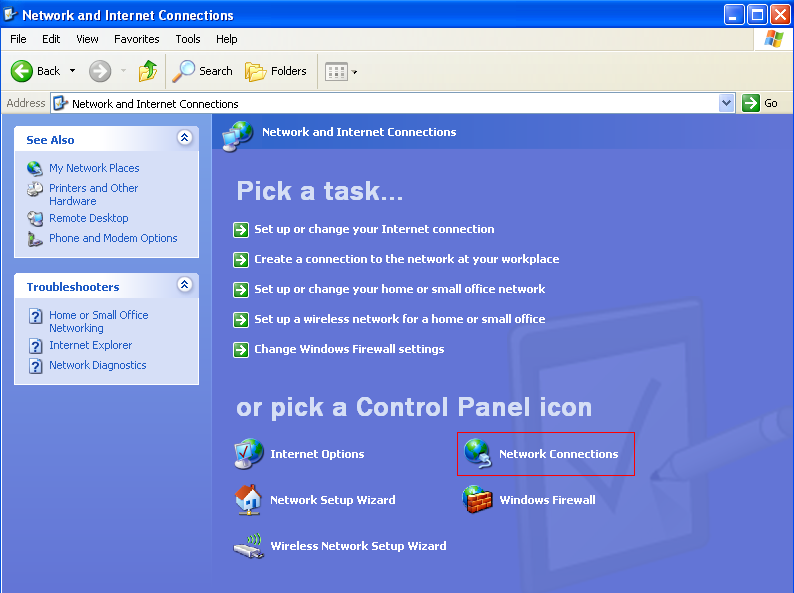 Network and Internet Connections
File Edit View Favorites Tools Help
Back Search Folders
Address Network and Internet Connections Go
See Also
My Network Places
Printers and Other
Hardware
Remote Desktop
Phone and Modem Options
Troubleshooters
Home or Small Office
Networking
Internet Explorer
Network Diagnostics
Network and Internet Connections
Pick a task...
Set up or change your Internet connection
Create a connection to the network at your workplace
Set up or change your home or small office network
Set up a wireless network for a home or small office
Change Windows Firewall settings
or pick a Control Panel icon
Internet Options Network Connections
Network Setup Wizard Windows Firewall
Wireless Network Setup Wizard